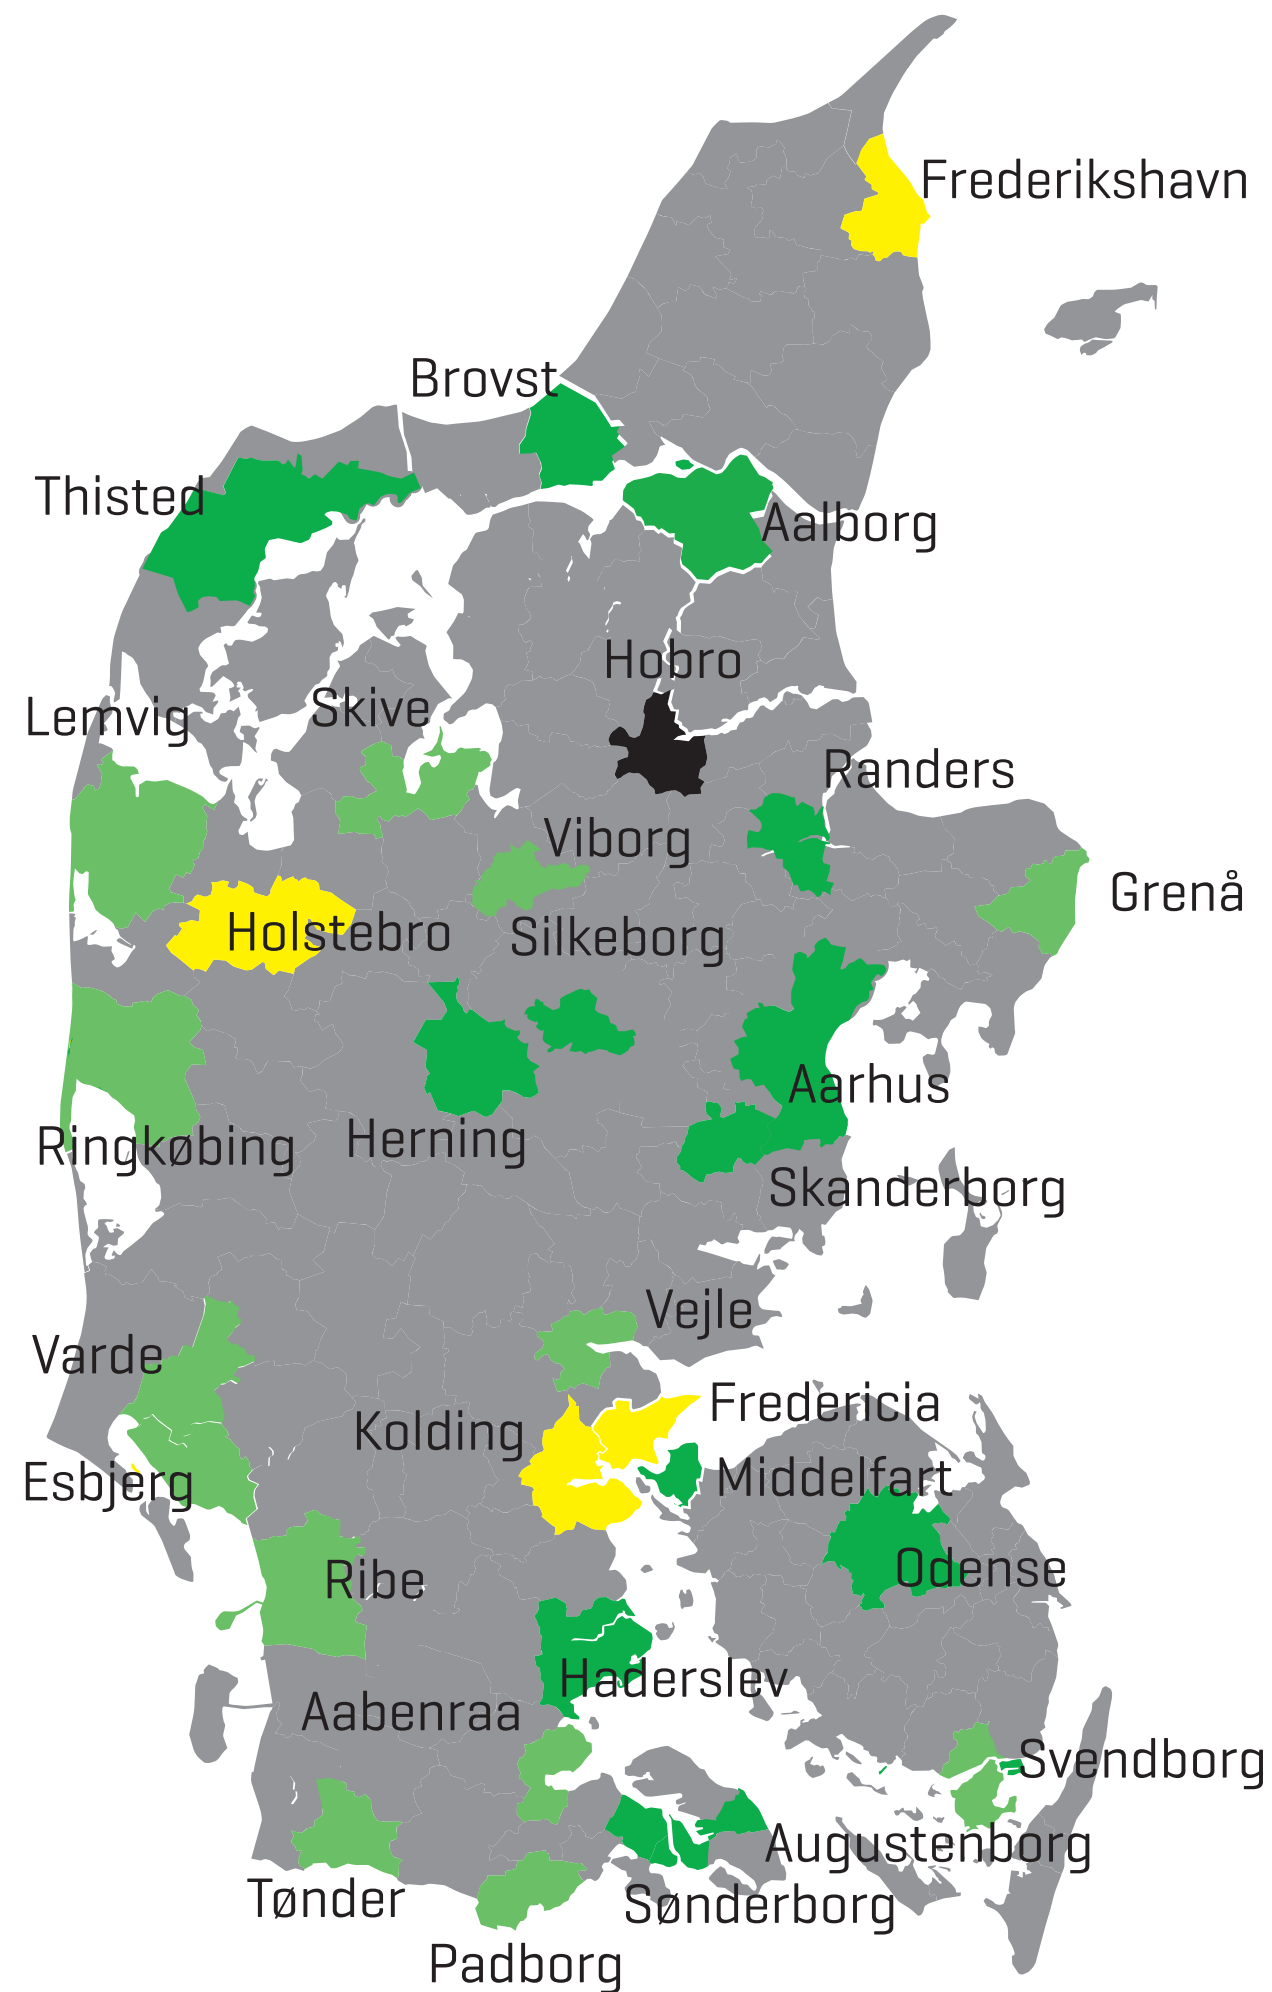 Frederikshavn
Brovst
Thisted
Aalborg
Hobro
Lemvig
Skive
Randers
Viborg
Grenå
Holstebro
Silkeborg
Aarhus
Ringkøbing
Herning
Skanderborg
Vejle
Varde
Fredericia
Kolding
Middelfart
Esbjerg
Odense
Ribe
Haderslev
Aabenraa
Svendborg
Augustenborg
Tønder
Sønderborg
Padborg